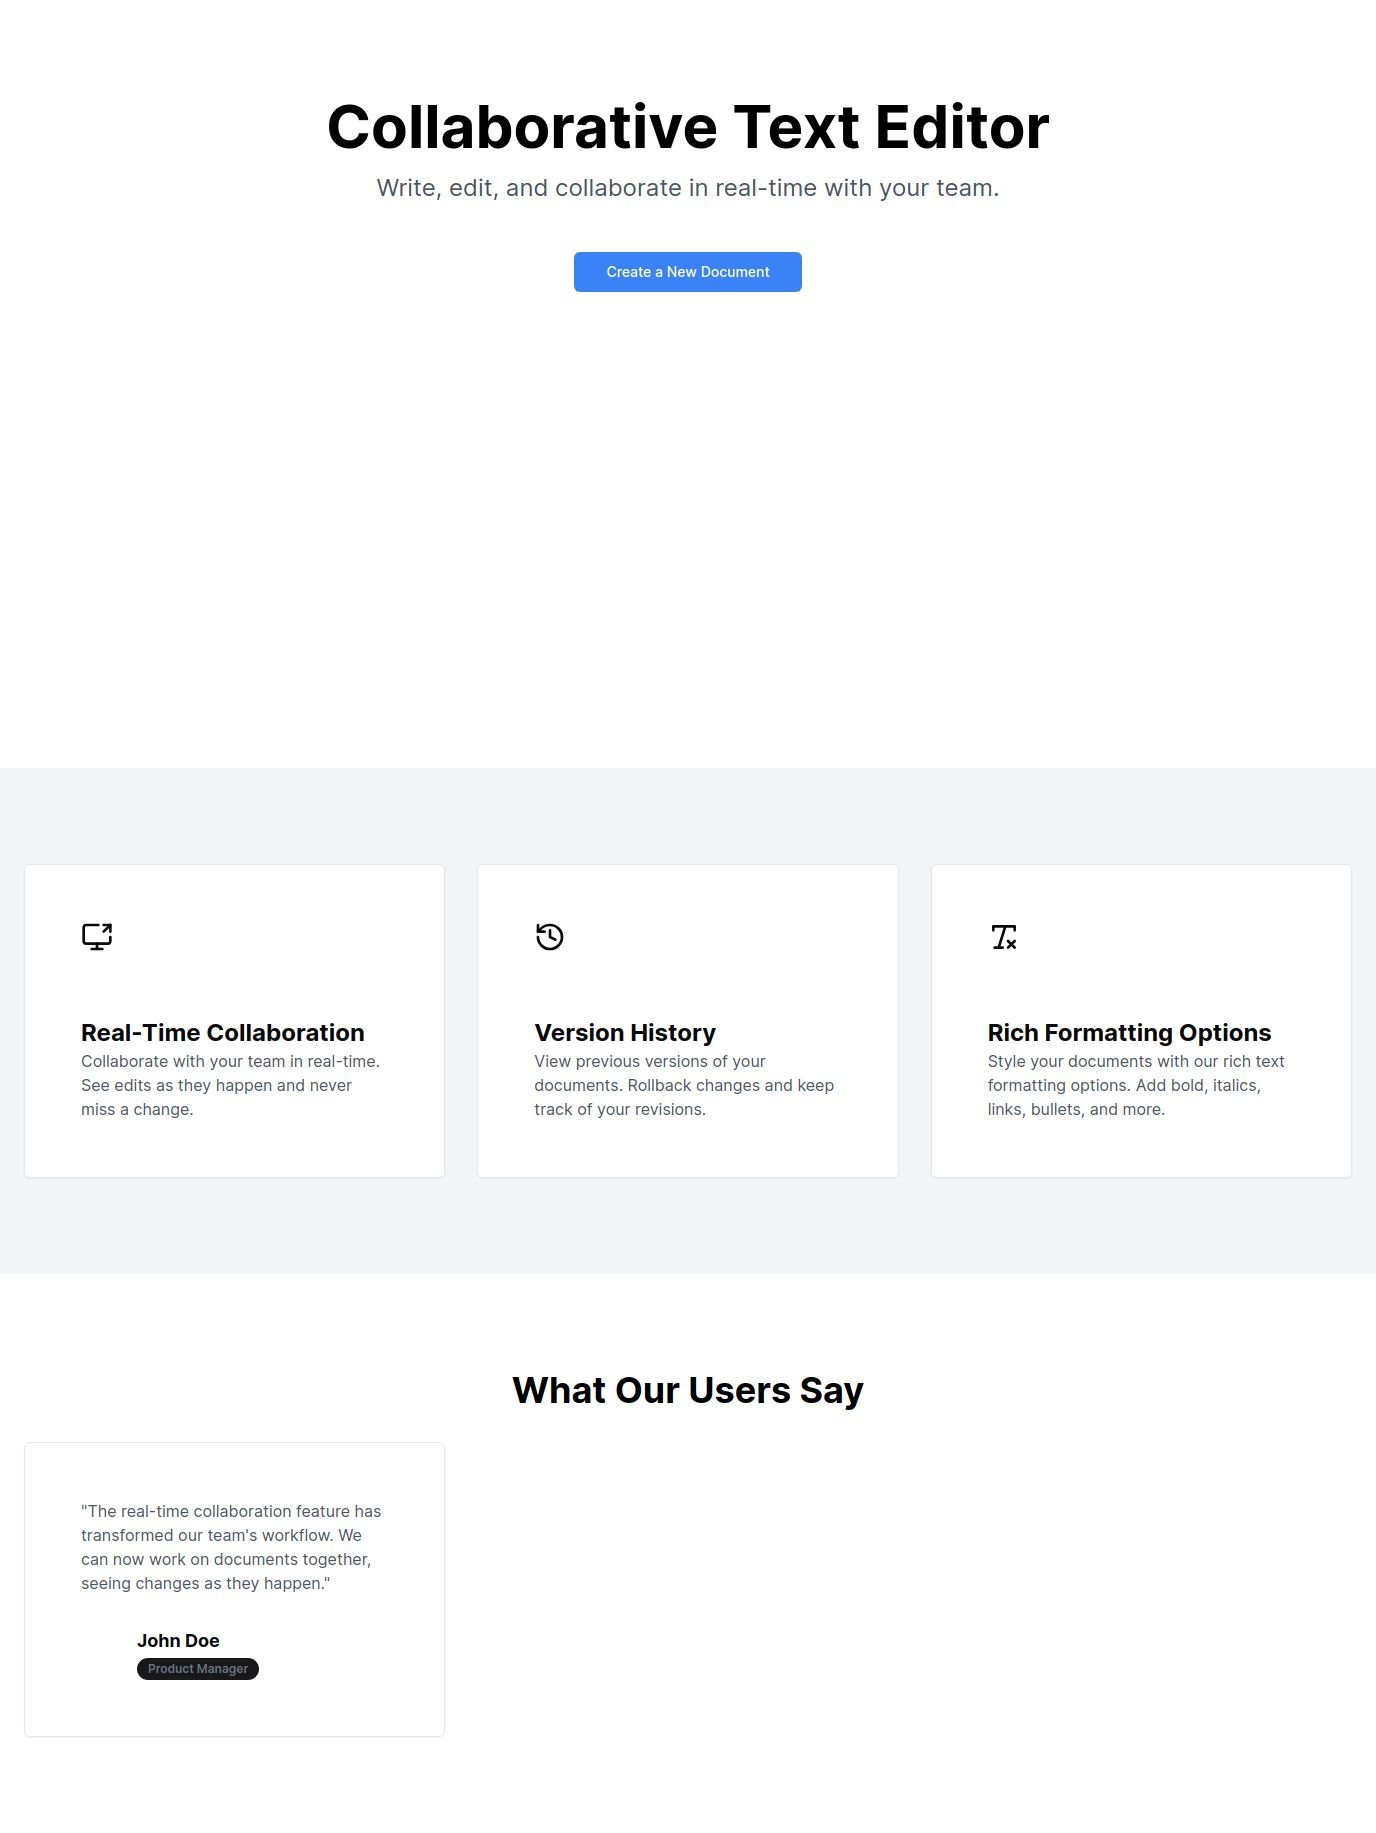 Collaborative Text Editor
Write, edit, and collaborate in real-time with your team.
Create a New Document
Real-Time Collaboration
Collaborate with your team in real-time.
See edits as they happen and never
miss a change.
Version History
View previous versions of your
documents. Rollback changes and keep
track of your revisions.
Rich Formatting Options
Style your documents with our rich text
formatting options. Add bold, italics,
links, bullets, and more.
What Our Users Say
"The real-time collaboration feature has
transformed our team's workflow. We
can now work on documents together,
seeing changes as they happen."
John Doe
Product Manager